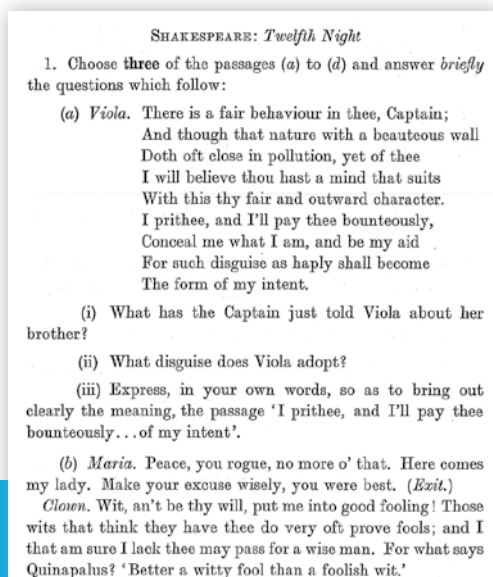 SHAKESPEARE: Twelfth Night
1. Choose three of the passages (a) to (d) and answer briefly
the questions which follow:
(a) Viola. There is a fair behaviour in thee, Captain;
And though that nature with a beauteous wall
Doth oft close in pollution, yet of thee
I will believe thou hast a mind that suits
With this thy fair and outward character.
I prithee, and I'll pay thee bounteously,
Conceal me what I am, and be my aid
For such disguise as haply shall become
The form of my intent.
(i) What has the Captain just told Viola about her
brother?
(ii) What disguise does Viola adopt?
(iii) Express, in your own words, so as to bring out
clearly the meaning, the passage 'I prithee, and I'll pay thee
bounteously...of my intent'.
(b) Maria. Peace, you rogue, no more o' that. Here comes
my lady. Make your excuse wisely, you were best. (Exit.)
Clown. Wit, an't be thy will, put me into good fooling! Those
wits that think they have thee do very oft prove fools; and I
that am sure I lack thee may pass for a wise man. For what says
Quinapalus? 'Better a witty fool than a foolish wit.'